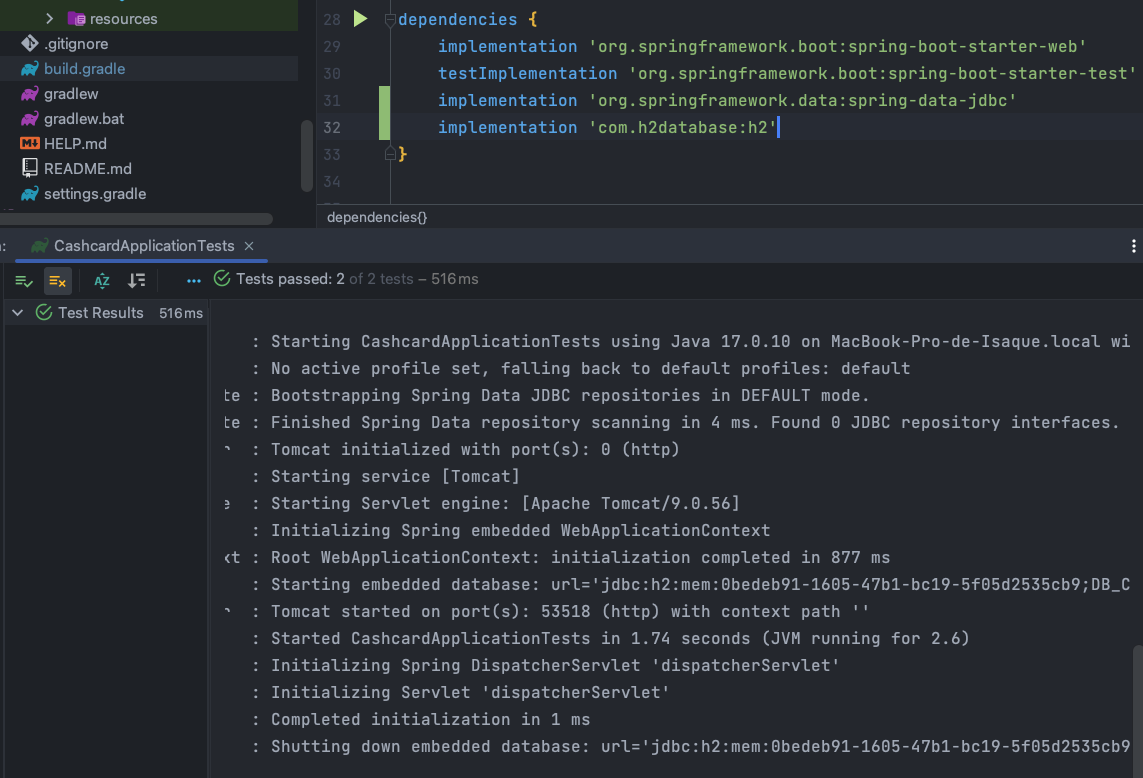 resources
.gitignore
build.gradle
gradlew
gradlew.bat
HELP.md
README.md
settings.gradle
28 dependencies {
29 implementation 'org.springframework.boot:spring-boot-starter-web'
30 testImplementation 'org.springframework.boot:spring-boot-starter-test'
31 implementation 'org.springframework.data:spring-data-jdbc'
32 implementation 'com.h2database:h2'
33 }
34
dependencies{}
CashcardApplicationTests
Tests passed: 2 of 2 tests – 516 ms
Test Results 516 ms
: Starting CashcardApplicationTests using Java 17.0.10 on MacBook-Pro-de-Isaque.local wi
: No active profile set, falling back to default profiles: default
te : Bootstrapping Spring Data JDBC repositories in DEFAULT mode.
te : Finished Spring Data repository scanning in 4 ms. Found 0 JDBC repository interfaces.
: Tomcat initialized with port(s): 0 (http)
: Starting service [Tomcat]
e : Starting Servlet engine: [Apache Tomcat/9.0.56]
: Initializing Spring embedded WebApplicationContext
xt : Root WebApplicationContext: initialization completed in 877 ms
: Starting embedded database: url='jdbc:h2:mem:0bedeb91-1605-47b1-bc19-5f05d2535cb9;DB_C
: Tomcat started on port(s): 53518 (http) with context path ''
: Started CashcardApplicationTests in 1.74 seconds (JVM running for 2.6)
: Initializing Spring DispatcherServlet 'dispatcherServlet'
: Initializing Servlet 'dispatcherServlet'
: Completed initialization in 1 ms
: Shutting down embedded database: url='jdbc:h2:mem:0bedeb91-1605-47b1-bc19-5f05d2535cb9